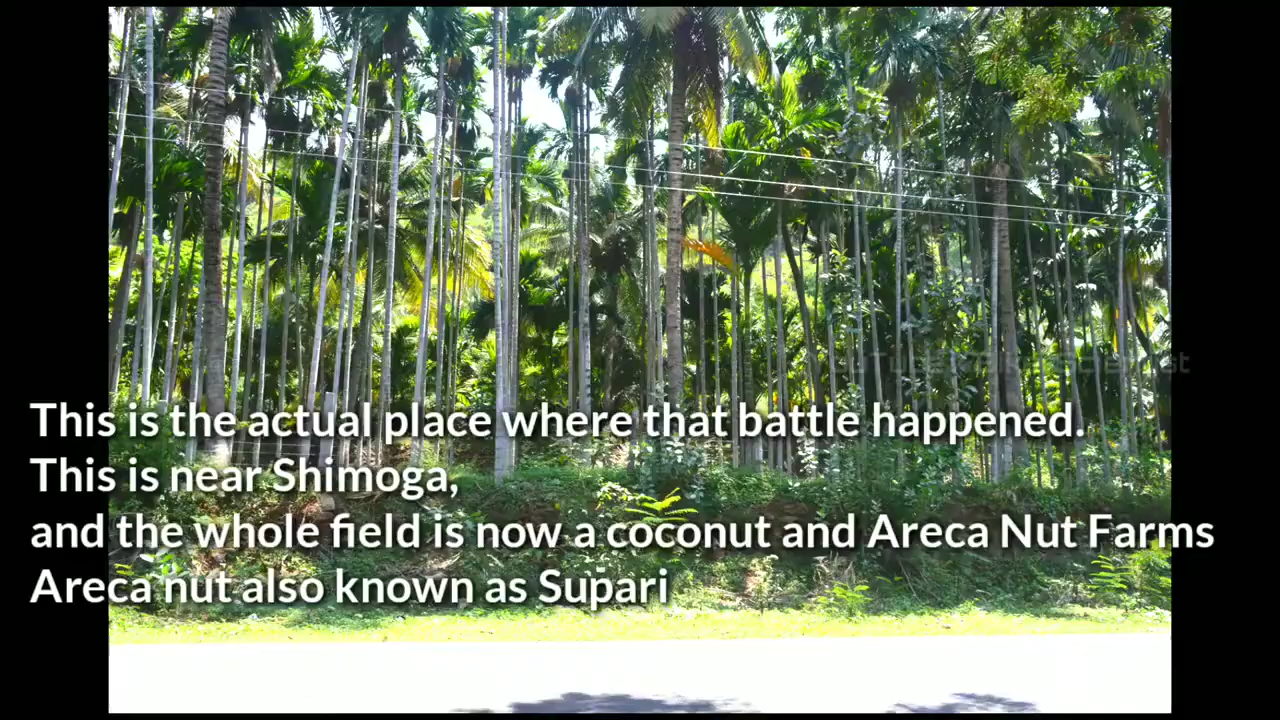 This is the actual place where that battle happened.
This is near Shimoga,
and the whole field is now a coconut and Areca Nut Farms
Areca nut also known as Supari